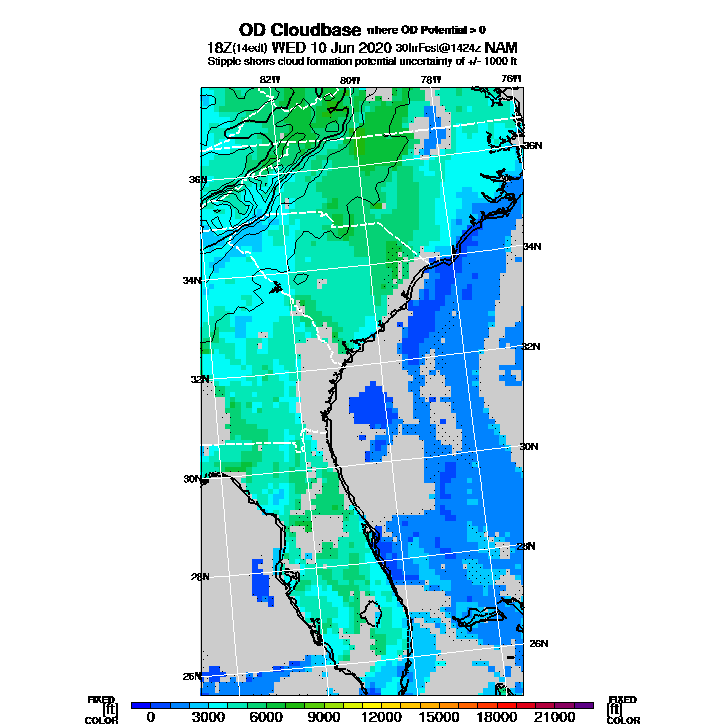 OD Cloudbase where OD Potential > 0
18Z(14edt) WED 10 Jun 2020 30hrFcst@1424z NAM
Stipple shows cloud formation potential uncertainty of +/- 1000 ft
82W 80W 78W 76W
36N
36N
34N
34N
32N
32N
30N
30N
28N
28N
26N
26N
FIXED FIXED
[ft] [ft]
COLOR COLOR
0 3000 6000 9000 12000 15000 18000 21000